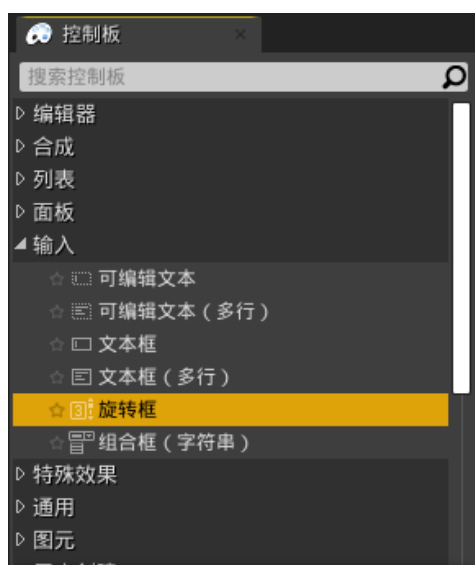 控制板
搜索控制板
编辑器
合成
列表
面板
输入
可编辑文本
可编辑文本（多行）
文本框
文本框（多行）
旋转框
组合框（字符串）
特殊效果
通用
图元